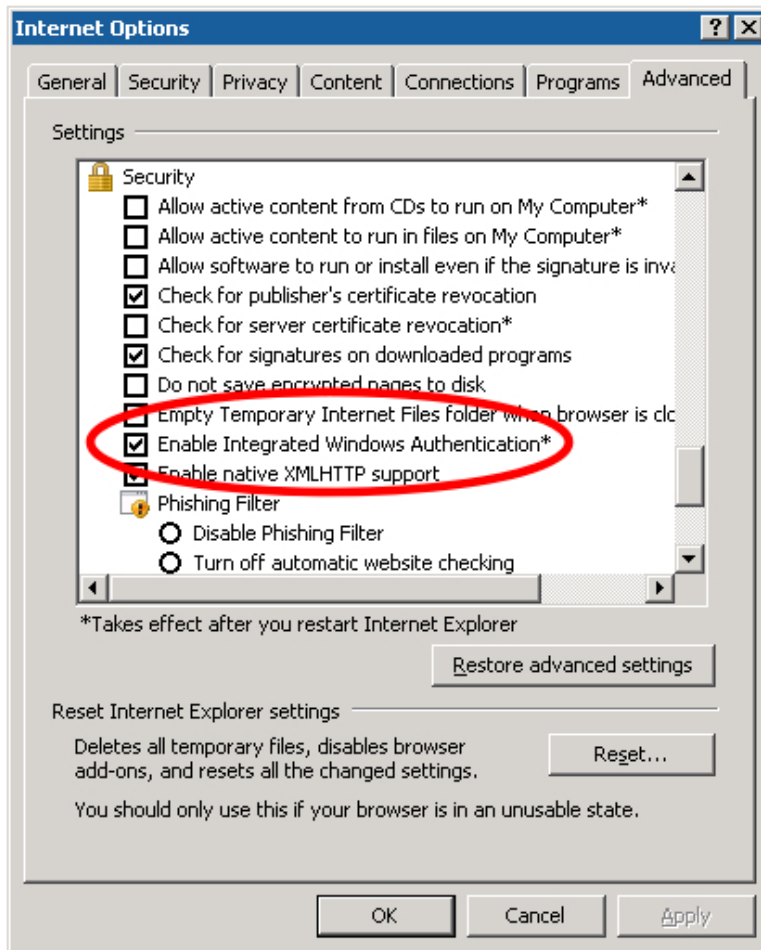 Internet Options
General Security Privacy Content Connections Programs Advanced
Settings
Security
Allow active content from CDs to run on My Computer*
Allow active content to run in files on My Computer*
Allow software to run or install even if the signature is inva
Check for publisher's certificate revocation
Check for server certificate revocation*
Check for signatures on downloaded programs
Do not save encrypted pages to disk
Empty Temporary Internet Files folder when browser is clo
Enable Integrated Windows Authentication*
Enable native XMLHTTP support
Phishing Filter
Disable Phishing Filter
Turn off automatic website checking
*Takes effect after you restart Internet Explorer
Restore advanced settings
Reset Internet Explorer settings
Deletes all temporary files, disables browser
add-ons, and resets all the changed settings.
Reset...
You should only use this if your browser is in an unusable state.
OK Cancel Apply